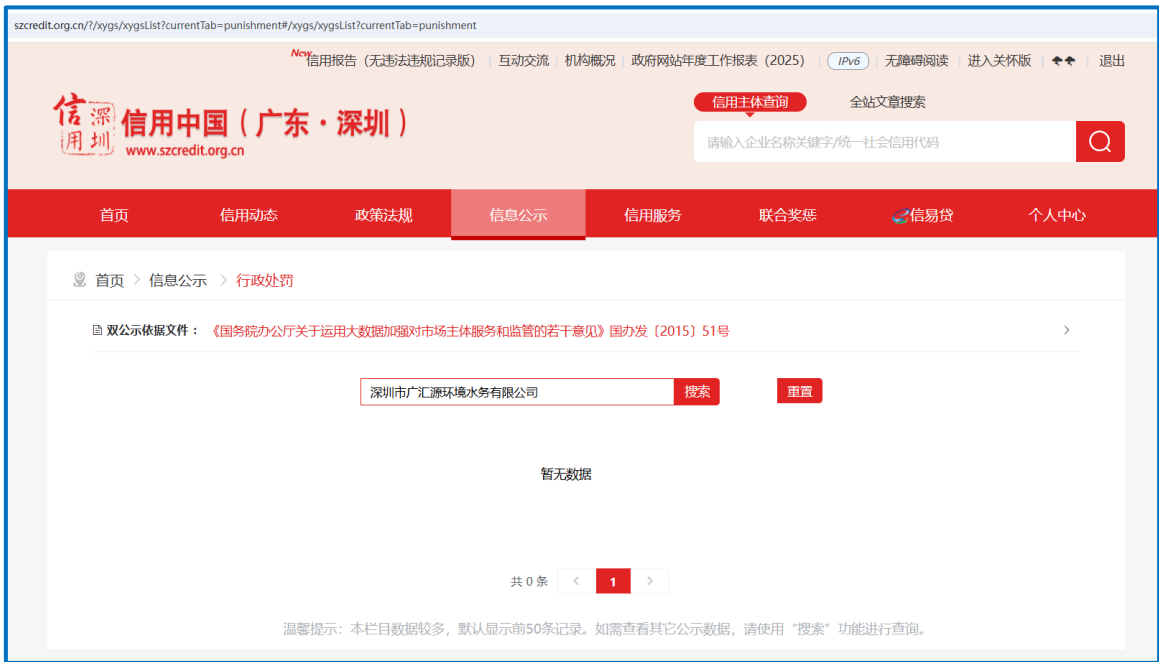 szcredit.org.cn/?/xygs/xygsList?currentTab=punishment#/xygs/xygsList?currentTab=punishment
New 信用报告（无违法违规记录版） 互动交流 机构概况 政府网站年度工作报表（2025） IPv6 无障碍阅读 进入关怀版 退出
信用深圳
信用中国（广东·深圳）
www.szcredit.org.cn
信用主体查询 全站文章搜索
请输入企业名称关键字/统一社会信用代码
首页 信用动态 政策法规 信息公示 信用服务 联合奖惩 信易贷 个人中心
首页 > 信息公示 > 行政处罚
双公示依据文件： 《国务院办公厅关于运用大数据加强对市场主体服务和监管的若干意见》国办发〔2015〕51号 >
深圳市广汇源环境水务有限公司 搜索 重置
暂无数据
共 0 条 < 1 >
温馨提示：本栏目数据较多，默认显示前50条记录。如需查看其它公示数据，请使用“搜索”功能进行查询。